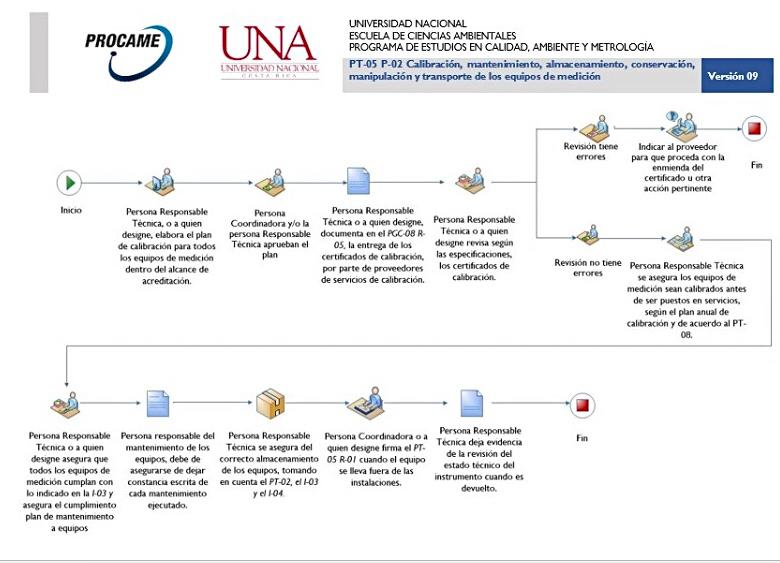 PROCAME
UNA
UNIVERSIDAD NACIONAL
COSTA RICA
UNIVERSIDAD NACIONAL
ESCUELA DE CIENCIAS AMBIENTALES
PROGRAMA DE ESTUDIOS EN CALIDAD, AMBIENTE Y METROLOGÍA
PT-05 P-02 Calibración, mantenimiento, almacenamiento, conservación,
manipulación y transporte de los equipos de medición
Versión 09
Inicio
Persona Responsable
Técnica, o a quien
designe, elabora el plan
de calibración para todos
los equipos de medición
dentro del alcance de
acreditación.
Persona
Coordinadora y/o la
persona Responsable
Técnica aprueban el
plan
Persona Responsable
Técnica o a quien designe,
documenta en el PGC-08 R-
05, la entrega de los
certificados de calibración,
por parte de proveedores
de servicios de calibración.
Persona Responsable
Técnica o a quien
designe revisa según
las especificaciones,
los certificados de
calibración.
Revisión tiene
errores
Indicar al proveedor
para que proceda con la
enmienda del
certificado u otra
acción pertinente
Fin
Revisión no tiene
errores
Persona Responsable Técnica
se asegura los equipos de
medición sean calibrados antes
de ser puestos en servicios,
según el plan anual de
calibración y de acuerdo al PT-
08.
Persona Responsable
Técnica o a quien
designe asegura que
todos los equipos de
medición cumplan con
lo indicado en la I-03 y
asegura el cumplimiento
plan de mantenimiento
a equipos
Persona responsable del
mantenimiento de los
equipos, debe de
asegurarse de dejar
constancia escrita de
cada mantenimiento
ejecutado.
Persona Responsable
Técnica se asegura del
correcto almacenamiento
de los equipos, tomando
en cuenta el PT-02, el I-03
y el I-04.
Persona Coordinadora o a
quien designe firma el PT-
05 R-01 cuando el equipo
se lleva fuera de las
instalaciones.
Persona Responsable
Técnica deja evidencia
de la revisión del
estado técnico del
instrumento cuando es
devuelto.
Fin